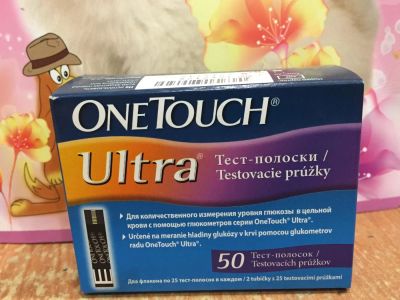 ONETOUCH®
Ultra®
Тест-полоски /
Testovacie prúžky
Для количественного измерения уровня глюкозы в цельной
крови с помощью глюкометров серии OneTouch® Ultra®.
Určené na meranie hladiny glukózy v krvi pomocou glukometrov
radu OneTouch® Ultra®.
50 Тест-полосок /
Testovacích prúžkov
Два флакона по 25 тест-полосок в каждом / 2 tubičky s 25 testovacími prúžkami